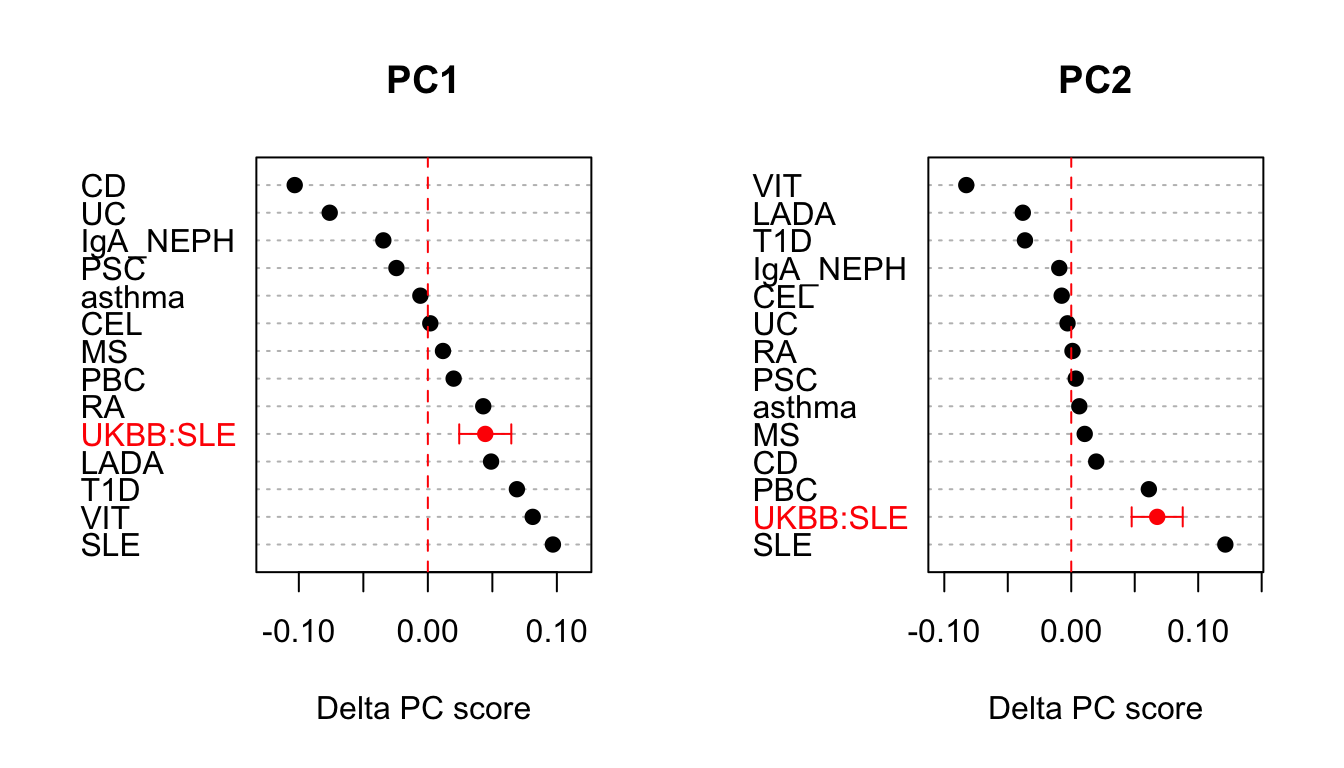 PC1
CD
UC
IgA_NEPH
PSC
asthma
CEL
MS
PBC
RA
UKBB:SLE
LADA
T1D
VIT
SLE
-0.10 0.00 0.10
Delta PC score
PC2
VIT
LADA
T1D
IgA_NEPH
CEL
UC
RA
PSC
asthma
MS
CD
PBC
UKBB:SLE
SLE
-0.10 0.00 0.10
Delta PC score